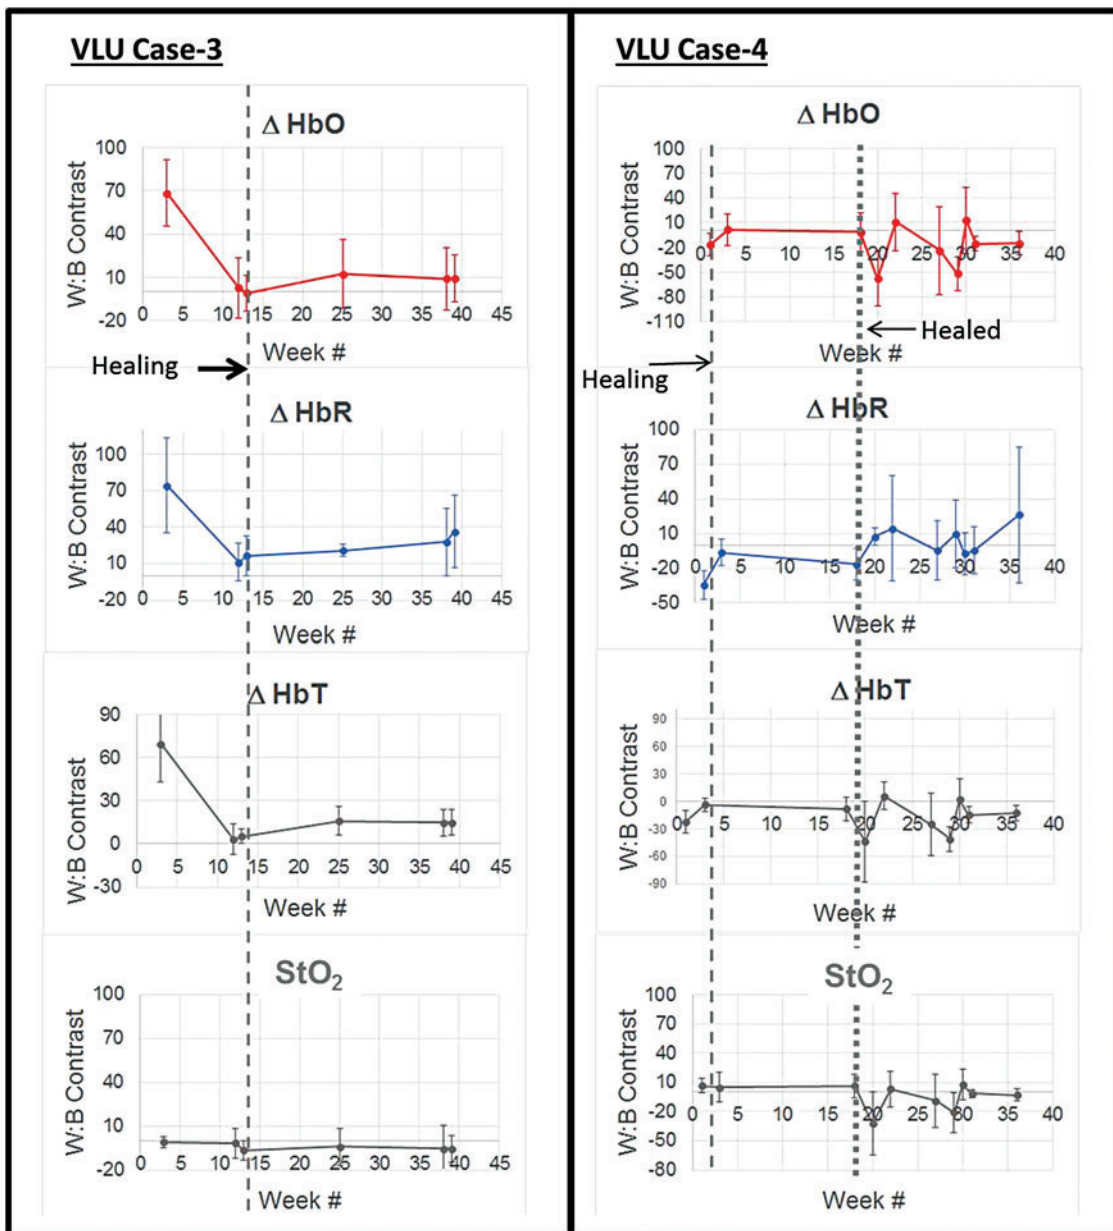 VLU Case-3
Δ HbO
W:B Contrast
100
70
40
10
-20
0 5 10 15 20 25 30 35 40 45
Week #
Healing
Δ HbR
W:B Contrast
100
70
40
10
-20
0 5 10 15 20 25 30 35 40 45
Week #
Δ HbT
W:B Contrast
90
60
30
0
-30
0 5 10 15 20 25 30 35 40 45
Week #
StO₂
W:B Contrast
100
70
40
10
-20
0 5 10 15 20 25 30 35 40 45
Week #
VLU Case-4
Δ HbO
W:B Contrast
100
70
40
10
-20
-50
-80
-110
0 5 10 15 20 25 30 35 40
Healed
Week #
Healing
Δ HbR
W:B Contrast
100
70
40
10
-20
-50
0 5 10 15 20 25 30 35 40
Week #
Δ HbT
W:B Contrast
90
60
30
0
-30
-60
-90
0 5 10 15 20 25 30 35 40
Week #
StO₂
W:B Contrast
100
70
40
10
-20
-50
-80
0 5 10 15 20 25 30 35 40
Week #